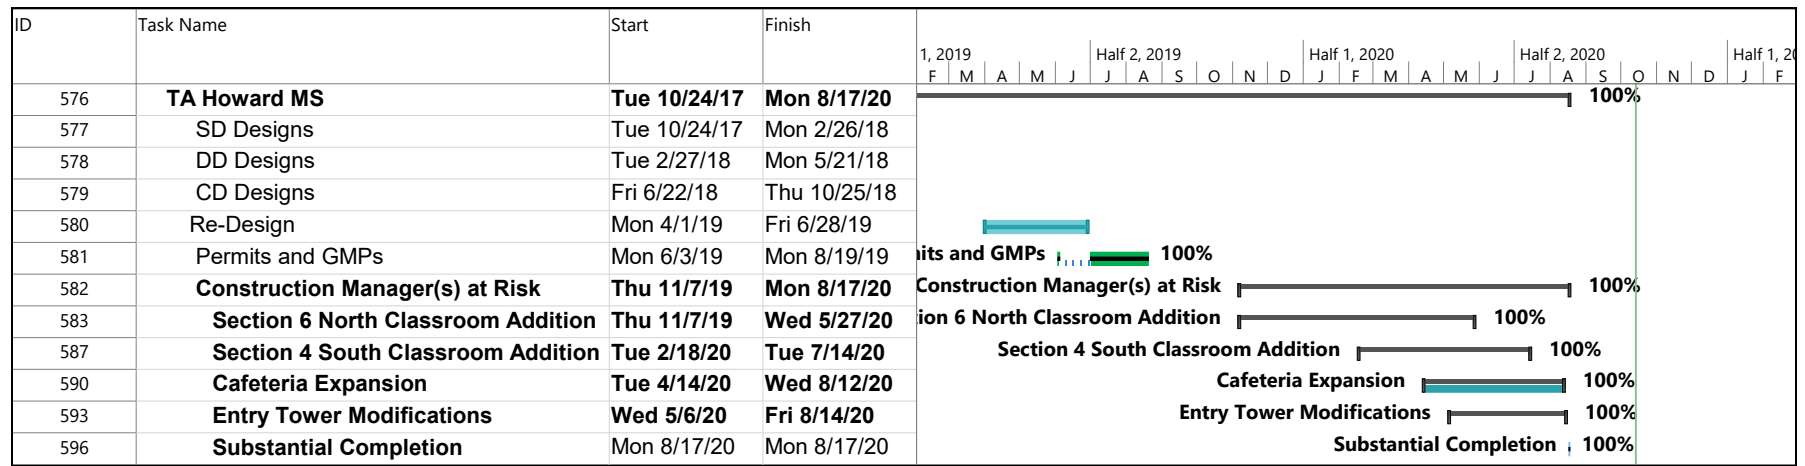 ID Task Name Start Finish
1, 2019 Half 2, 2019 Half 1, 2020 Half 2, 2020 Half 1, 20
F M A M J J A S O N D J F M A M J J A S O N D J F
576 TA Howard MS Tue 10/24/17 Mon 8/17/20 100%
577 SD Designs Tue 10/24/17 Mon 2/26/18
578 DD Designs Tue 2/27/18 Mon 5/21/18
579 CD Designs Fri 6/22/18 Thu 10/25/18
580 Re-Design Mon 4/1/19 Fri 6/28/19
581 Permits and GMPs Mon 6/3/19 Mon 8/19/19 its and GMPs 100%
582 Construction Manager(s) at Risk Thu 11/7/19 Mon 8/17/20 Construction Manager(s) at Risk 100%
583 Section 6 North Classroom Addition Thu 11/7/19 Wed 5/27/20 ion 6 North Classroom Addition 100%
587 Section 4 South Classroom Addition Tue 2/18/20 Tue 7/14/20 Section 4 South Classroom Addition 100%
590 Cafeteria Expansion Tue 4/14/20 Wed 8/12/20 Cafeteria Expansion 100%
593 Entry Tower Modifications Wed 5/6/20 Fri 8/14/20 Entry Tower Modifications 100%
596 Substantial Completion Mon 8/17/20 Mon 8/17/20 Substantial Completion 100%